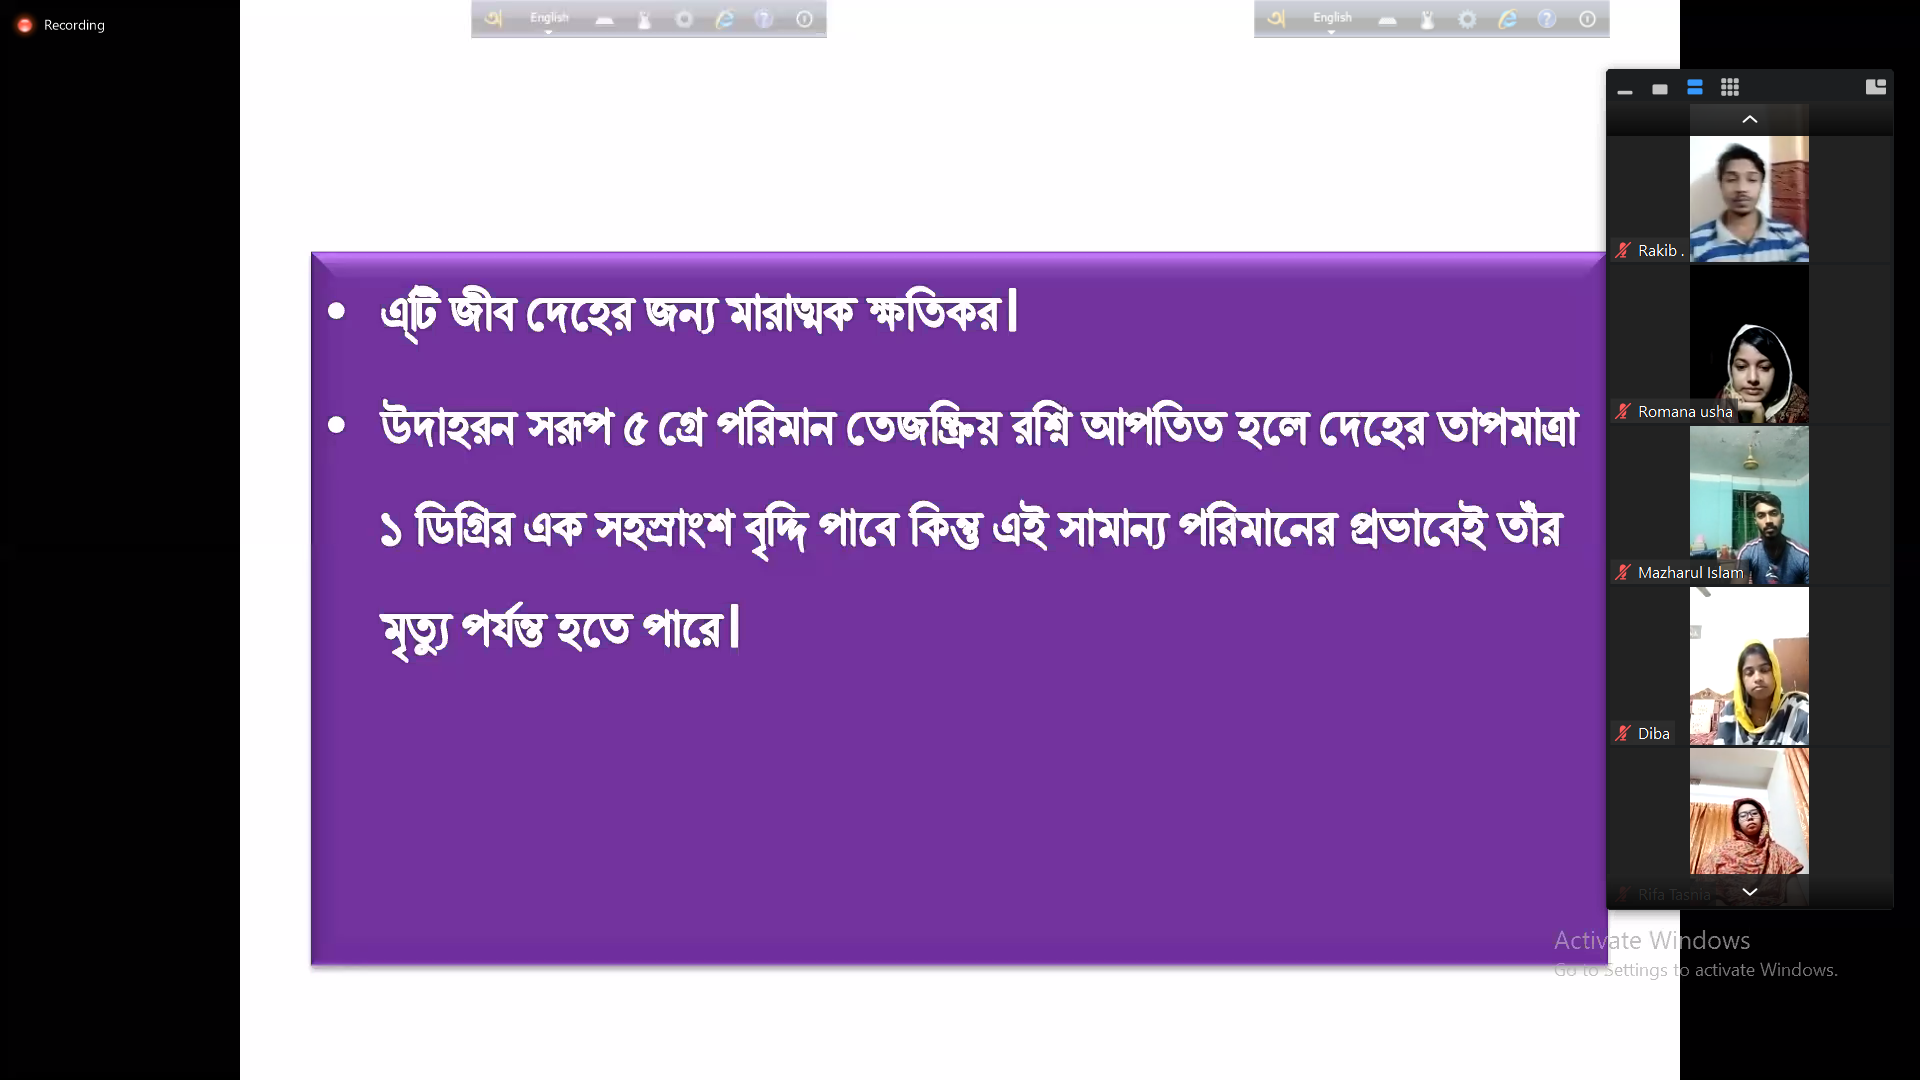 Recording
অ English
অ English
এ্টি জীব দেহের জন্য মারাত্মক ক্ষতিকর|
উদাহরন সরূপ ৫ গ্রে পরিমান তেজষ্ক্রিয় রশ্নি আপতিত হলে দেহের তাপমাত্রা
১ ডিগ্রির এক সহস্রাংশ বৃদ্দি পাবে কিন্তু এই সামান্য পরিমানের প্রভাবেই তাঁর
মৃত্যু পর্যন্ত হতে পারে|
Rakib .
Romana usha
Mazharul Islam
Diba
Rifa Tasnia
Activate Windows
Go to Settings to activate Windows.